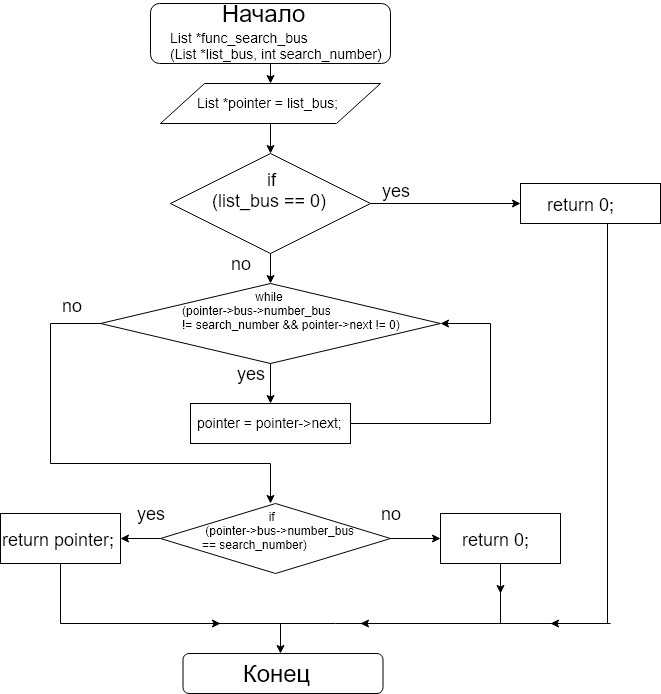 Начало
List *func_search_bus
(List *list_bus, int search_number)
List *pointer = list_bus;
if
(list_bus == 0)
yes
return 0;
no
while
(pointer->bus->number_bus
!= search_number && pointer->next != 0)
no
yes
pointer = pointer->next;
if
(pointer->bus->number_bus
== search_number)
yes
return pointer;
no
return 0;
Конец